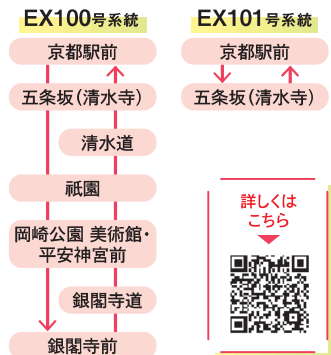 EX100号系統
京都駅前
五条坂（清水寺）
清水道
祇園
岡崎公園 美術館・
平安神宮前
銀閣寺道
銀閣寺前
EX101号系統
京都駅前
五条坂（清水寺）
詳しくは
こちら